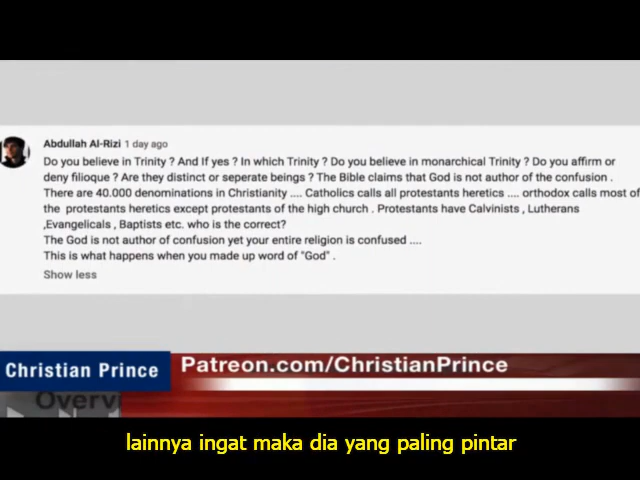 Abdullah Al-Rizi 1 day ago
Do you believe in Trinity ? And If yes ? In which Trinity ? Do you believe in monarchical Trinity ? Do you affirm or
deny filioque ? Are they distinct or seperate beings ? The Bible claims that God is not author of the confusion .
There are 40.000 denominations in Christianity .... Catholics calls all protestants heretics .... orthodox calls most of
the protestants heretics except protestants of the high church . Protestants have Calvinists , Lutherans
,Evangelicals , Baptists etc. who is the correct?
The God is not author of confusion yet your entire religion is confused ....
This is what happens when you made up word of "God" .
Show less
Christian Prince
Patreon.com/ChristianPrince
Overv
lainnya ingat maka dia yang paling pintar